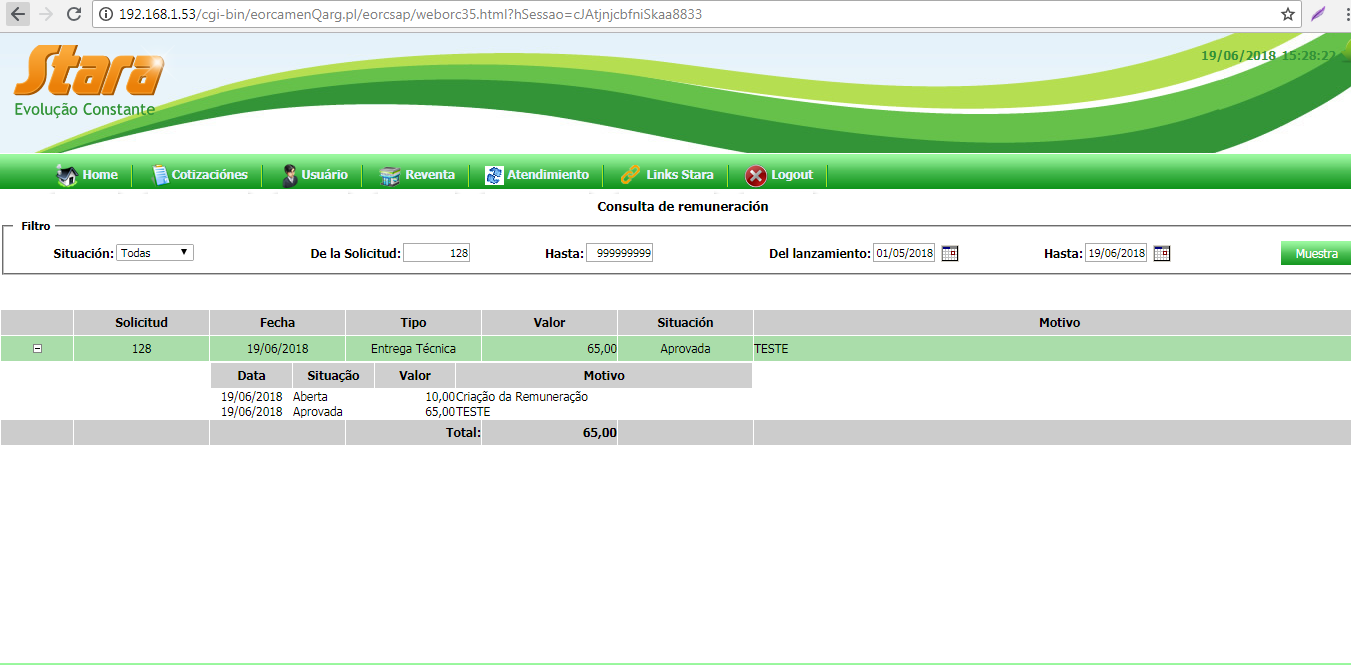 192.168.1.53/cgi-bin/eorcamenQarg.pl/eorcsap/weborc35.html?hSessao=cJAtjnjcbfniSkaa8833
Stara
Evolução Constante
19/06/2018 15:28:22
Home Cotizaciónes Usuário Reventa Atendimiento Links Stara Logout
Consulta de remuneración
Filtro
Situación: Todas De la Solicitud: 128 Hasta: 999999999 Del lanzamiento: 01/05/2018 Hasta: 19/06/2018 Muestra
Solicitud Fecha Tipo Valor Situación Motivo
128 19/06/2018 Entrega Técnica 65,00 Aprovada TESTE
Data Situação Valor Motivo
19/06/2018 Aberta 10,00 Criação da Remuneração
19/06/2018 Aprovada 65,00 TESTE
Total: 65,00